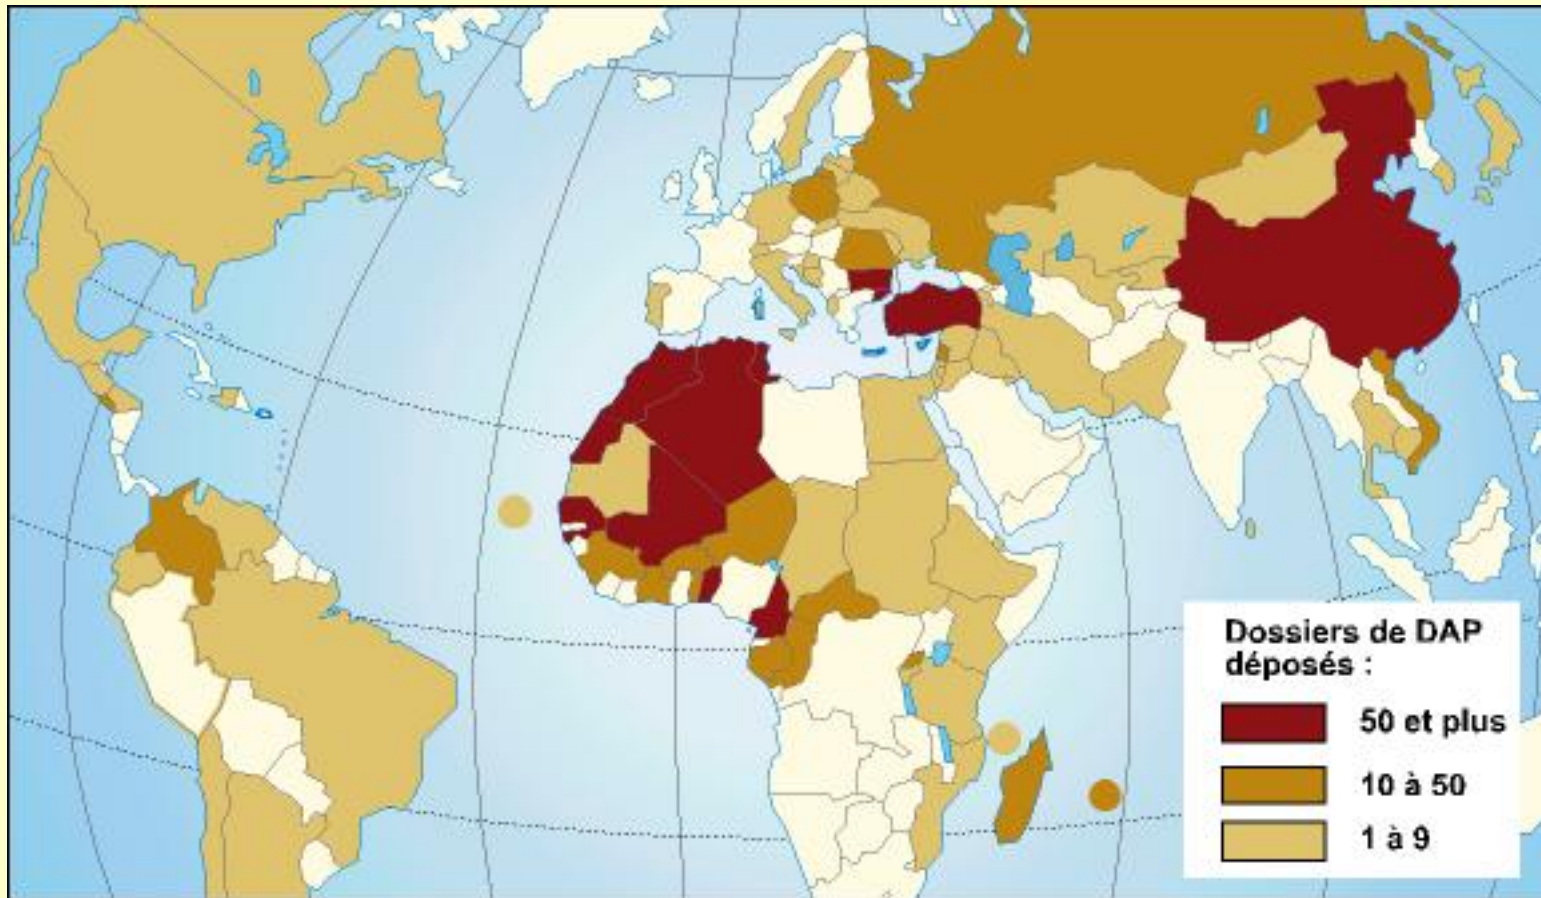 Dossiers de DAP
déposés :
50 et plus
10 à 50
1 à 9